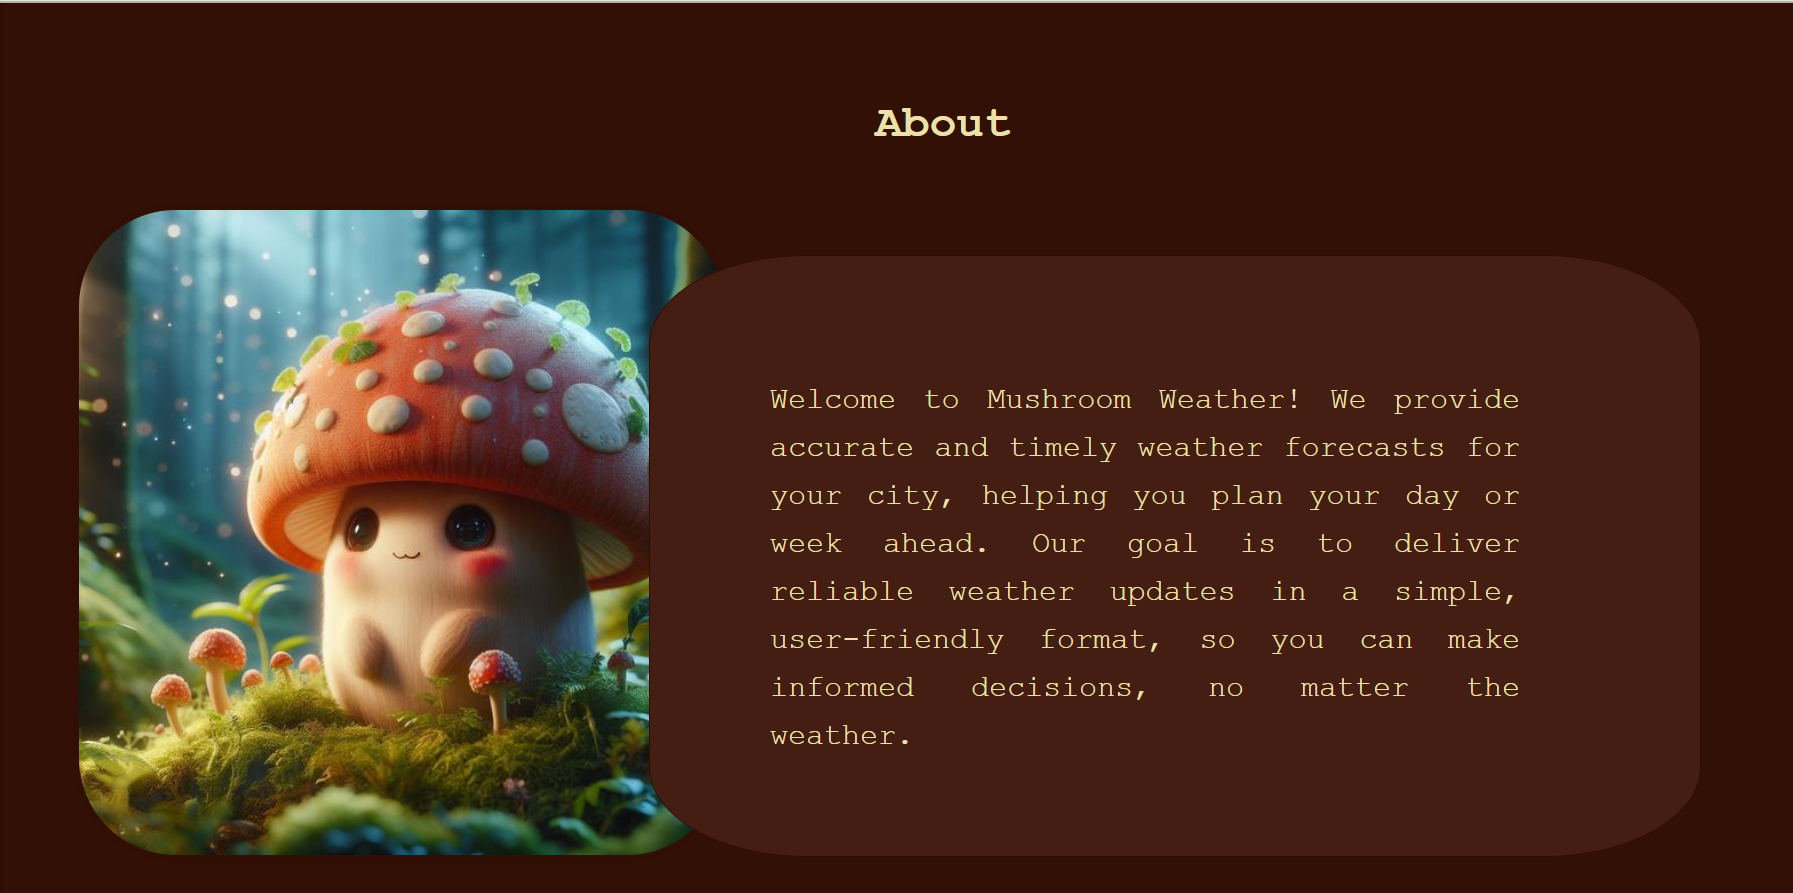 About
Welcome to Mushroom Weather! We provide
accurate and timely weather forecasts for
your city, helping you plan your day or
week ahead. Our goal is to deliver
reliable weather updates in a simple,
user-friendly format, so you can make
informed decisions, no matter the
weather.